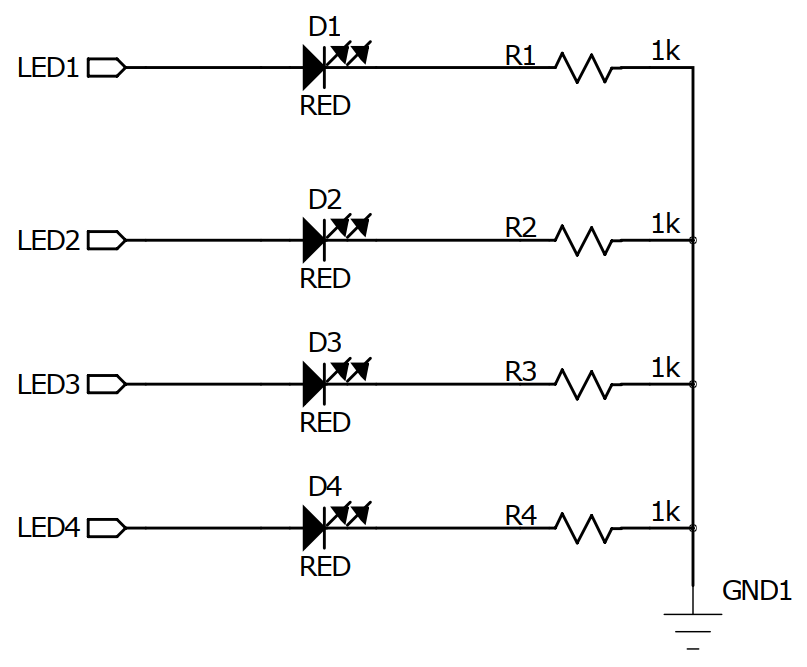 D1
LED1
R1
1k
RED
D2
LED2
R2
1k
RED
D3
LED3
R3
1k
RED
D4
LED4
R4
1k
RED
GND1